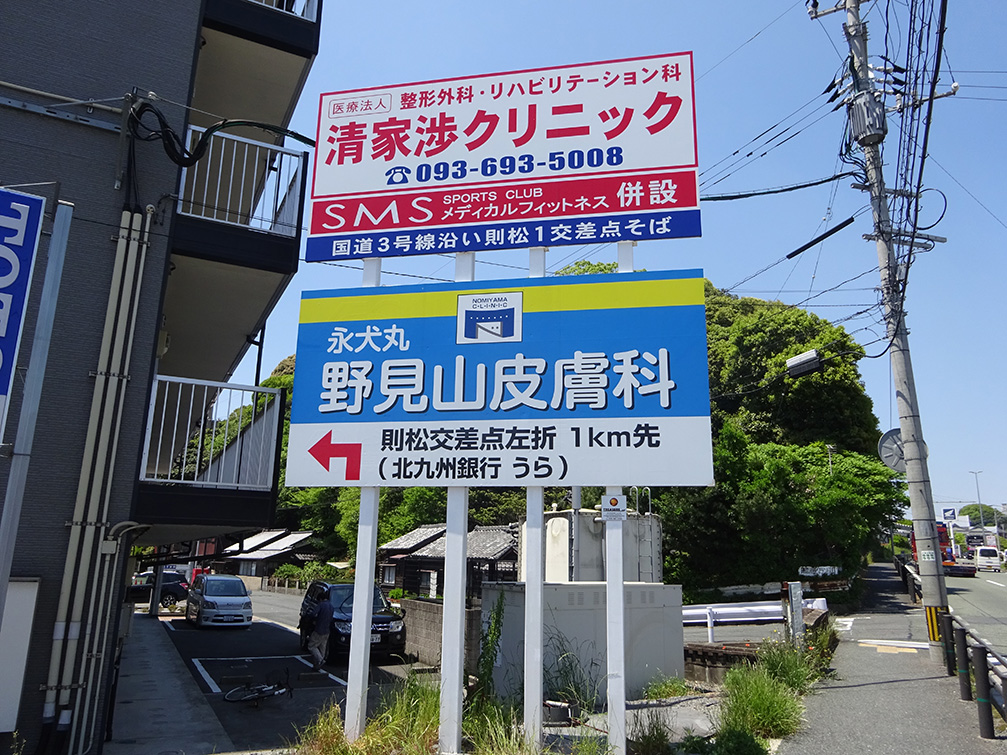 医療法人 整形外科・リハビリテーション科
清家渉クリニック
☎093-693-5008
SMS SPORTS CLUB メディカルフィットネス 併設
国道3号線沿い則松1交差点そば
NOMIYAMA
C・L・I・N・I・C
永犬丸
野見山皮膚科
則松交差点左折 1km先
(北九州銀行 うら)